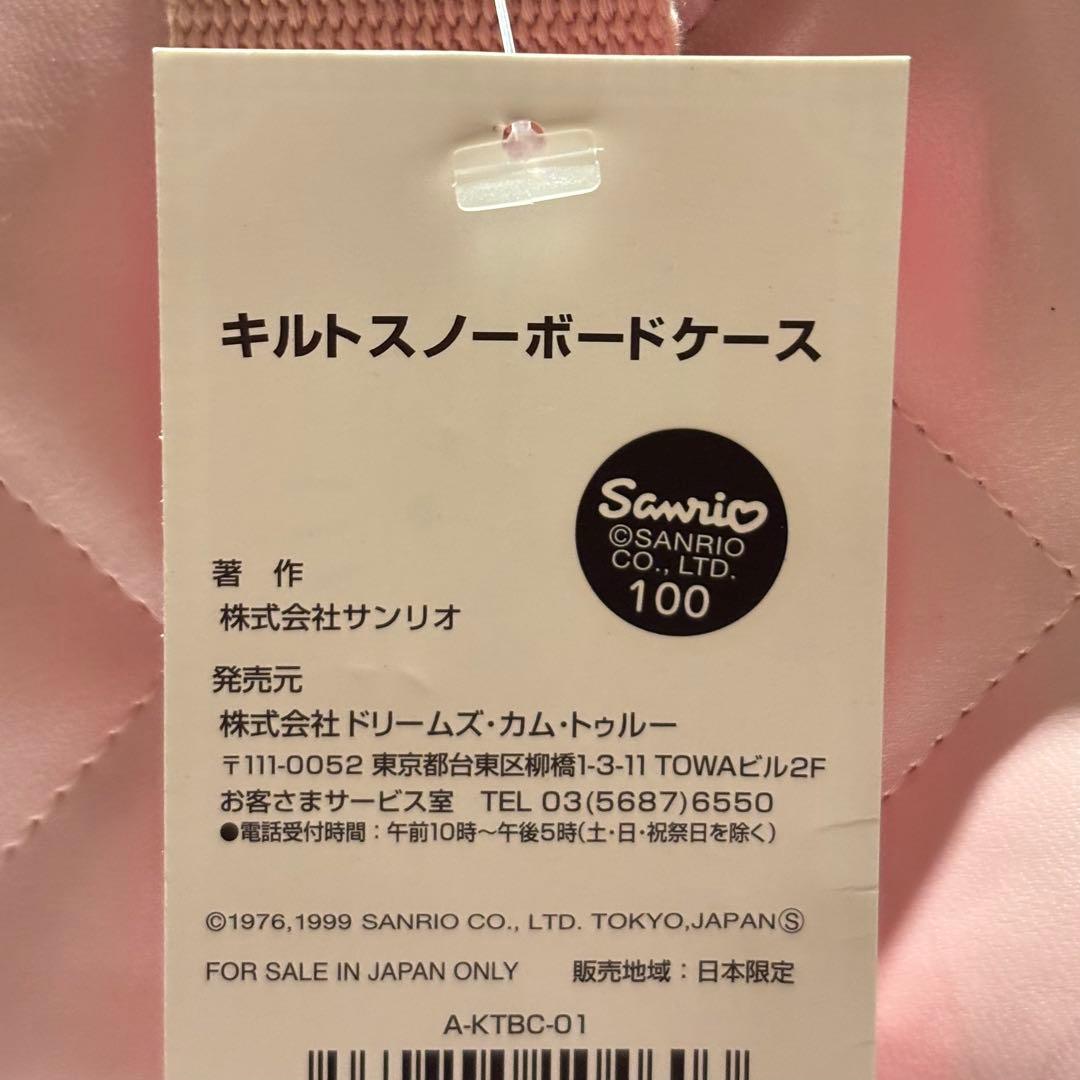 キルトスノーボードケース
Sanrio
©SANRIO
CO., LTD.
100
著　作
株式会社サンリオ
発売元
株式会社ドリームズ・カム・トゥルー
〒111-0052 東京都台東区柳橋1-3-11 TOWAビル2F
お客さまサービス室　TEL 03(5687)6550
●電話受付時間：午前10時〜午後5時(土・日・祝祭日を除く)
©1976,1999 SANRIO CO., LTD. TOKYO,JAPANⓈ
FOR SALE IN JAPAN ONLY　販売地域：日本限定
A-KTBC-01